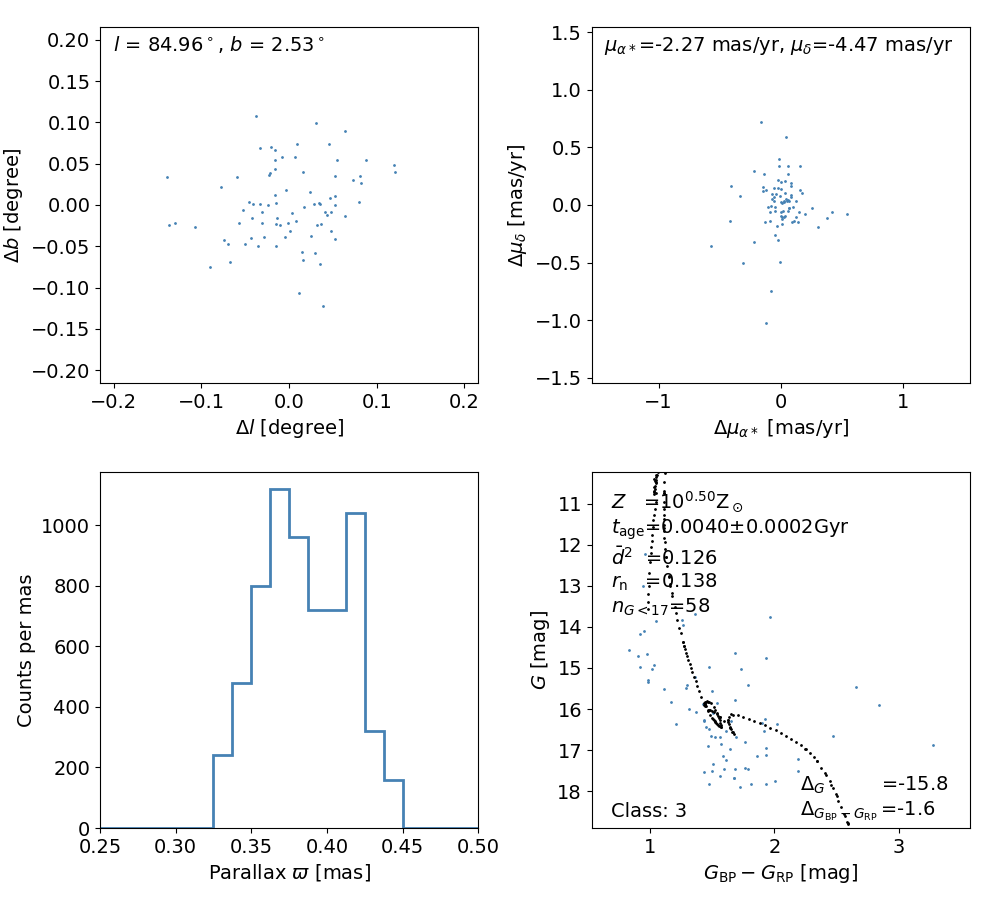 l = 84.96°, b = 2.53°
0.20
0.15
0.10
0.05
0.00
−0.05
−0.10
−0.15
−0.20
Δb [degree]
−0.2 −0.1 0.0 0.1 0.2
Δl [degree]
μα*=-2.27 mas/yr, μδ=-4.47 mas/yr
1.5
1.0
0.5
0.0
−0.5
−1.0
−1.5
Δμδ [mas/yr]
−1 0 1
Δμα* [mas/yr]
1000
800
600
400
200
0
Counts per mas
0.25 0.30 0.35 0.40 0.45 0.50
Parallax ϖ [mas]
Z =10^0.50 Z⊙
t_age=0.0040±0.0002Gyr
d̄² =0.126
r_n =0.138
n_G<17=58
11
12
13
14
15
16
17
18
G [mag]
Δ_G =-15.8
Δ_G_BP−G_RP =-1.6
Class: 3
1 2 3
G_BP − G_RP [mag]